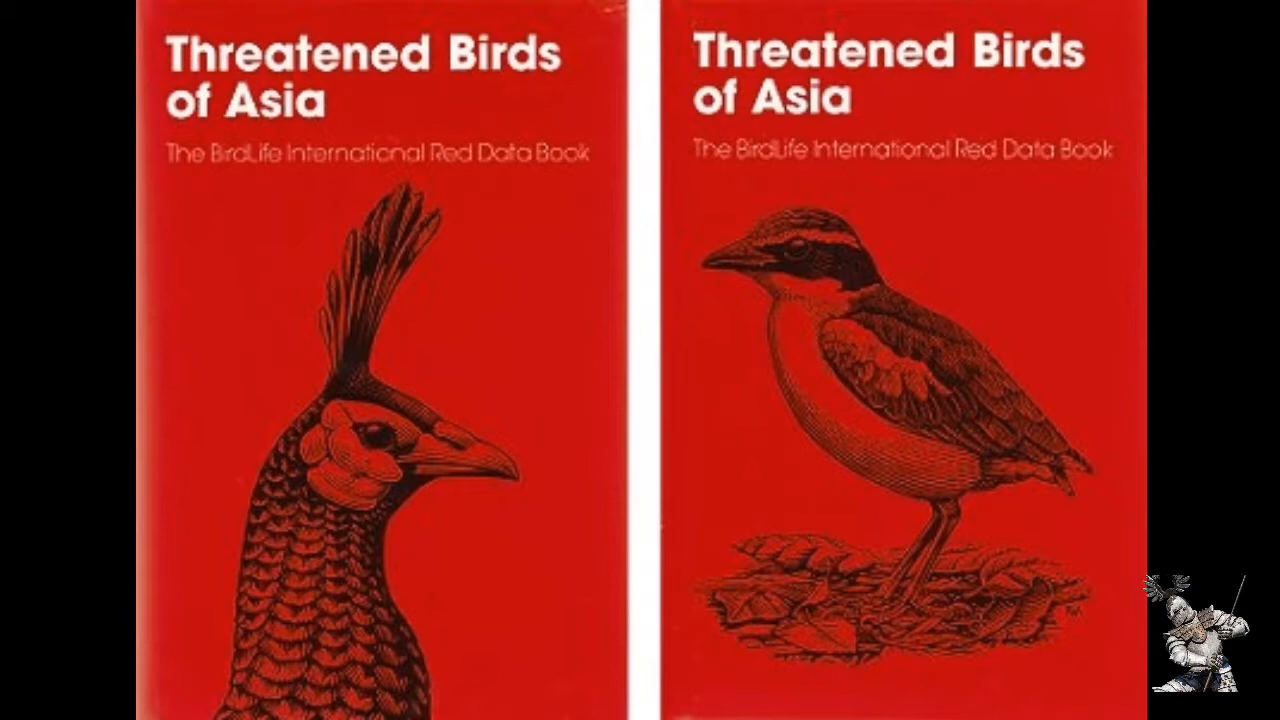 Threatened Birds
of Asia
The BirdLife International Red Data Book
Threatened Birds
of Asia
The BirdLife International Red Data Book